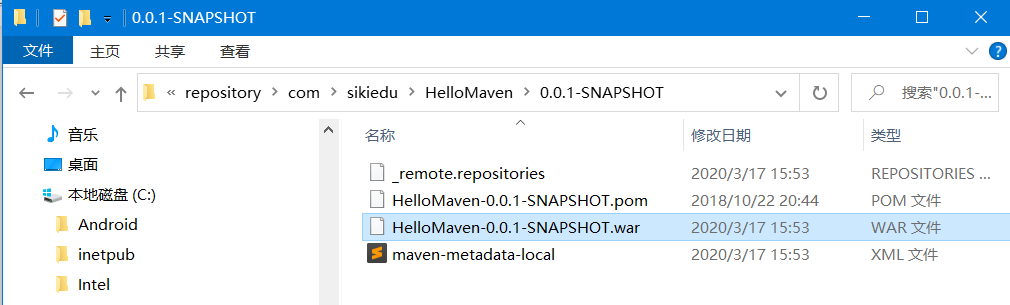 0.0.1-SNAPSHOT
文件 主页 共享 查看
« repository > com > sikiedu > HelloMaven > 0.0.1-SNAPSHOT 搜索"0.0.1-...
音乐
桌面
本地磁盘 (C:)
Android
inetpub
Intel
名称 修改日期 类型
_remote.repositories 2020/3/17 15:53 REPOSITORIES ...
HelloMaven-0.0.1-SNAPSHOT.pom 2018/10/22 20:44 POM 文件
HelloMaven-0.0.1-SNAPSHOT.war 2020/3/17 15:53 WAR 文件
maven-metadata-local 2020/3/17 15:53 XML 文件